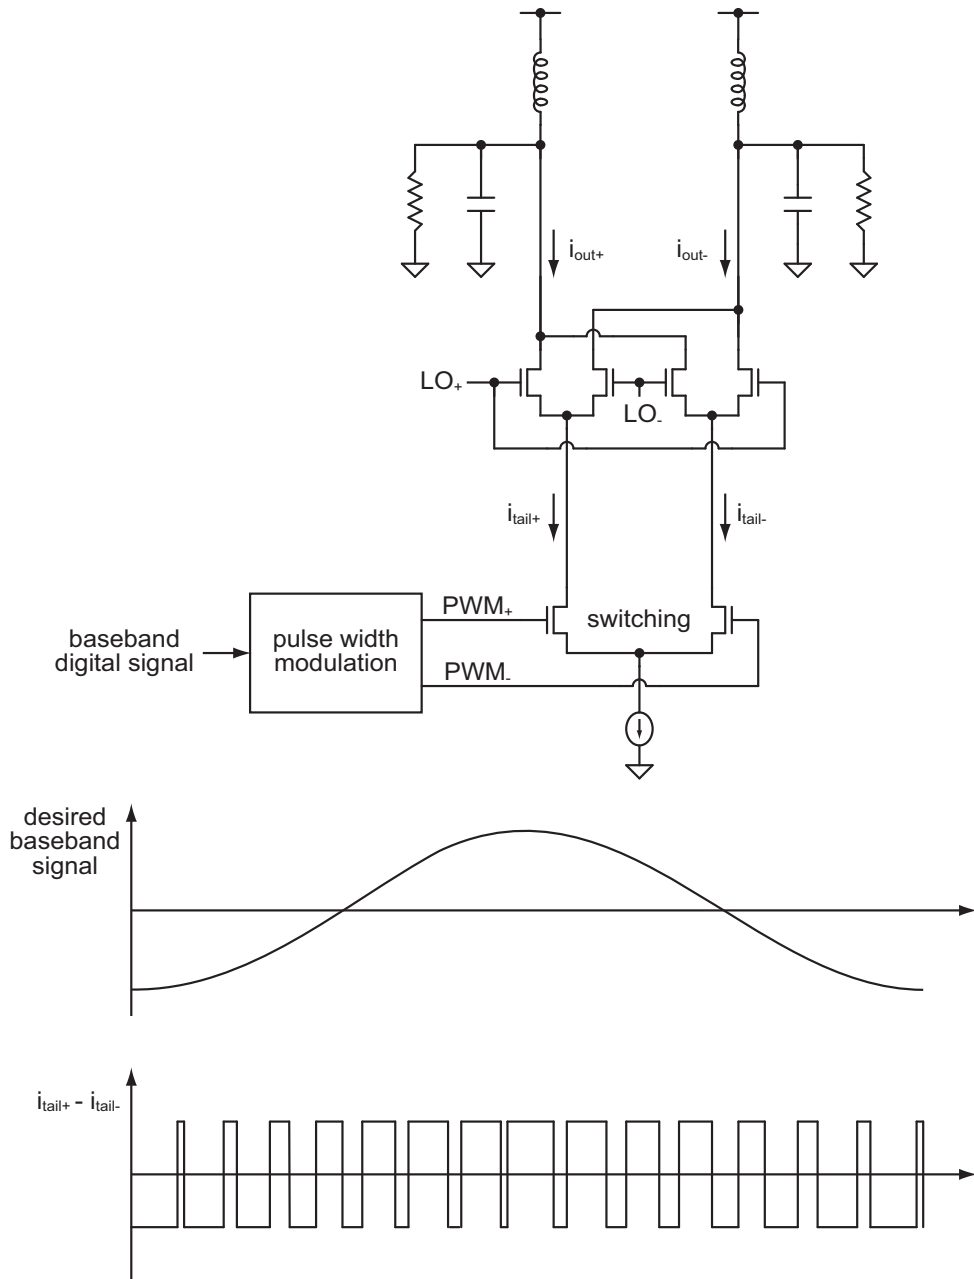 i_out+
i_out-
LO+
LO-
i_tail+
i_tail-
PWM+
switching
baseband
digital signal
pulse width
modulation
PWM-
desired
baseband
signal
i_tail+ - i_tail-